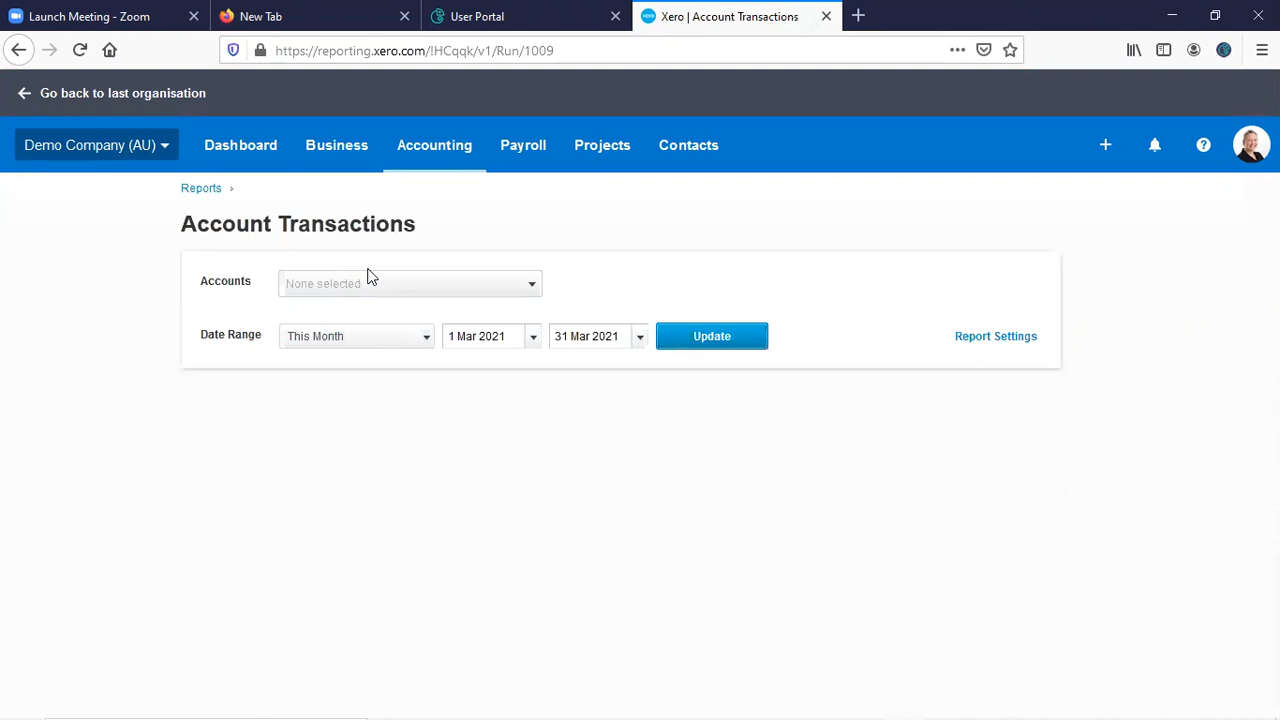 Launch Meeting - Zoom
New Tab
User Portal
xero
Xero | Account Transactions
https://reporting.xero.com/!HCqqk/v1/Run/1009
Go back to last organisation
Demo Company (AU)
Dashboard
Business
Accounting
Payroll
Projects
Contacts
Reports ›
Account Transactions
Accounts
None selected
Date Range
This Month
1 Mar 2021
31 Mar 2021
Update
Report Settings